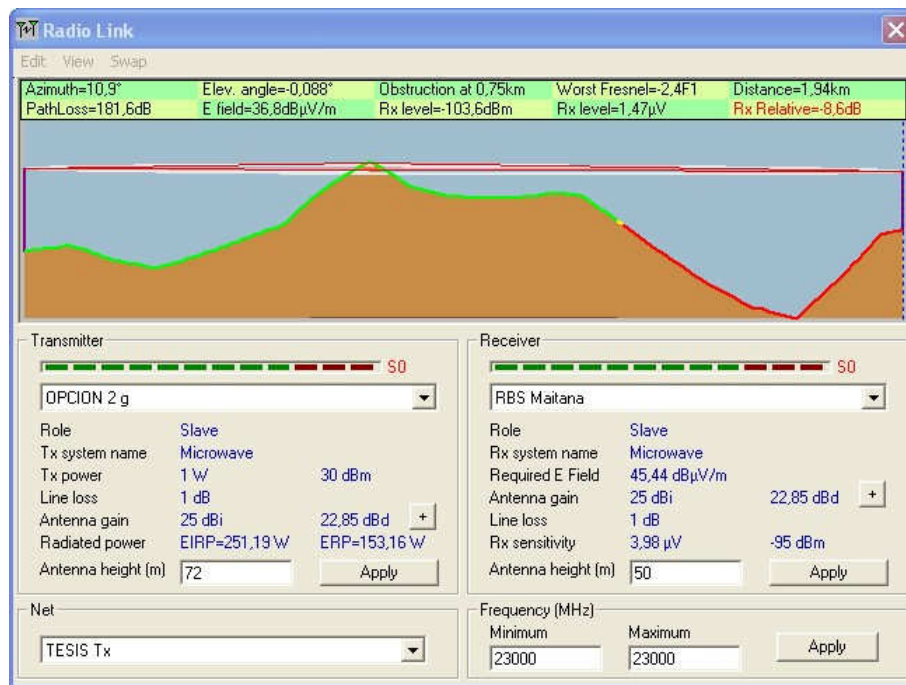 Radio Link
Edit View Swap
Azimuth=10,9° Elev. angle=-0,088° Obstruction at 0,75km Worst Fresnel=-2,4F1 Distance=1,94km
PathLoss=181,6dB E field=36,8dBµV/m Rx level=-103,6dBm Rx level=1,47µV Rx Relative=-8,6dB
Transmitter
S0
OPCION 2 g
Role Slave
Tx system name Microwave
Tx power 1 W 30 dBm
Line loss 1 dB
Antenna gain 25 dBi 22,85 dBd +
Radiated power EIRP=251,19 W ERP=153,16 W
Antenna height (m) 72 Apply
Receiver
S0
RBS Maitana
Role Slave
Rx system name Microwave
Required E Field 45,44 dBµV/m
Antenna gain 25 dBi 22,85 dBd +
Line loss 1 dB
Rx sensitivity 3,98 µV -95 dBm
Antenna height (m) 50 Apply
Net
TESIS Tx
Frequency (MHz)
Minimum Maximum
23000 23000 Apply